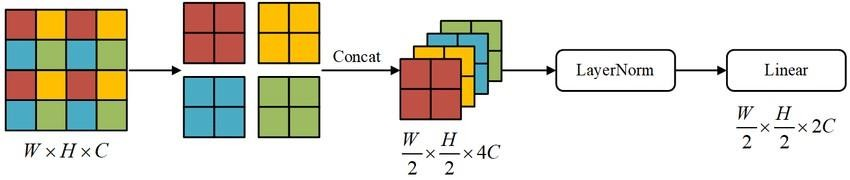 W × H × C
Concat
W/2 × H/2 × 4C
LayerNorm
Linear
W/2 × H/2 × 2C